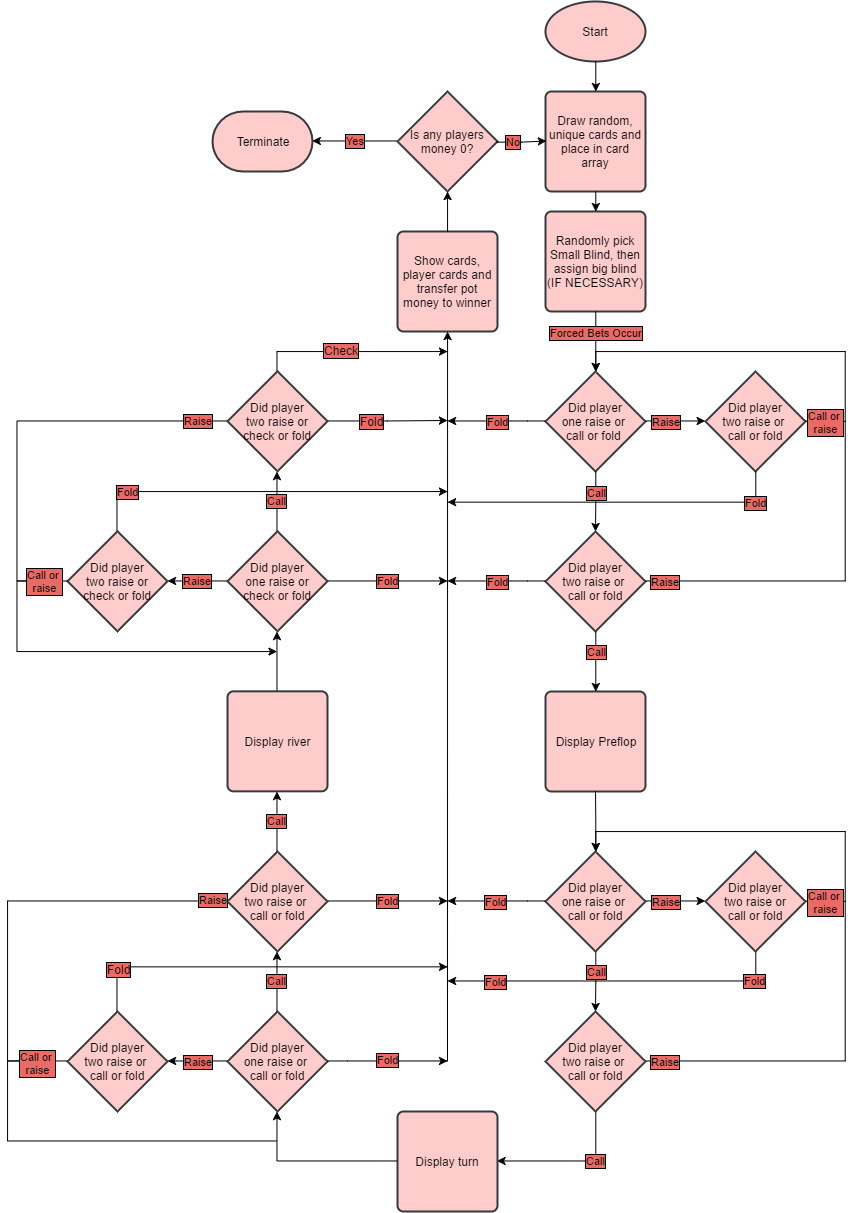 Start
Is any players
money 0?
Terminate
Yes
No
Draw random,
unique cards and
place in card
array
Randomly pick
Small Blind, then
assign big blind
(IF NECESSARY)
Show cards,
player cards and
transfer pot
money to winner
Forced Bets Occur
Check
Did player
two raise or
check or fold
Raise
Fold
Fold
Did player
one raise or
call or fold
Raise
Did player
two raise or
call or fold
Call or
raise
Fold
Call
Call
Fold
Call or
raise
Did player
two raise or
check or fold
Raise
Did player
one raise or
check or fold
Fold
Fold
Did player
two raise or
call or fold
Raise
Call
Display river
Display Preflop
Call
Raise
Did player
two raise or
call or fold
Fold
Fold
Did player
one raise or
call or fold
Raise
Did player
two raise or
call or fold
Call or
raise
Fold
Call
Fold
Call
Fold
Call or
raise
Did player
two raise or
call or fold
Raise
Did player
one raise or
call or fold
Fold
Did player
two raise or
call or fold
Raise
Display turn
Call